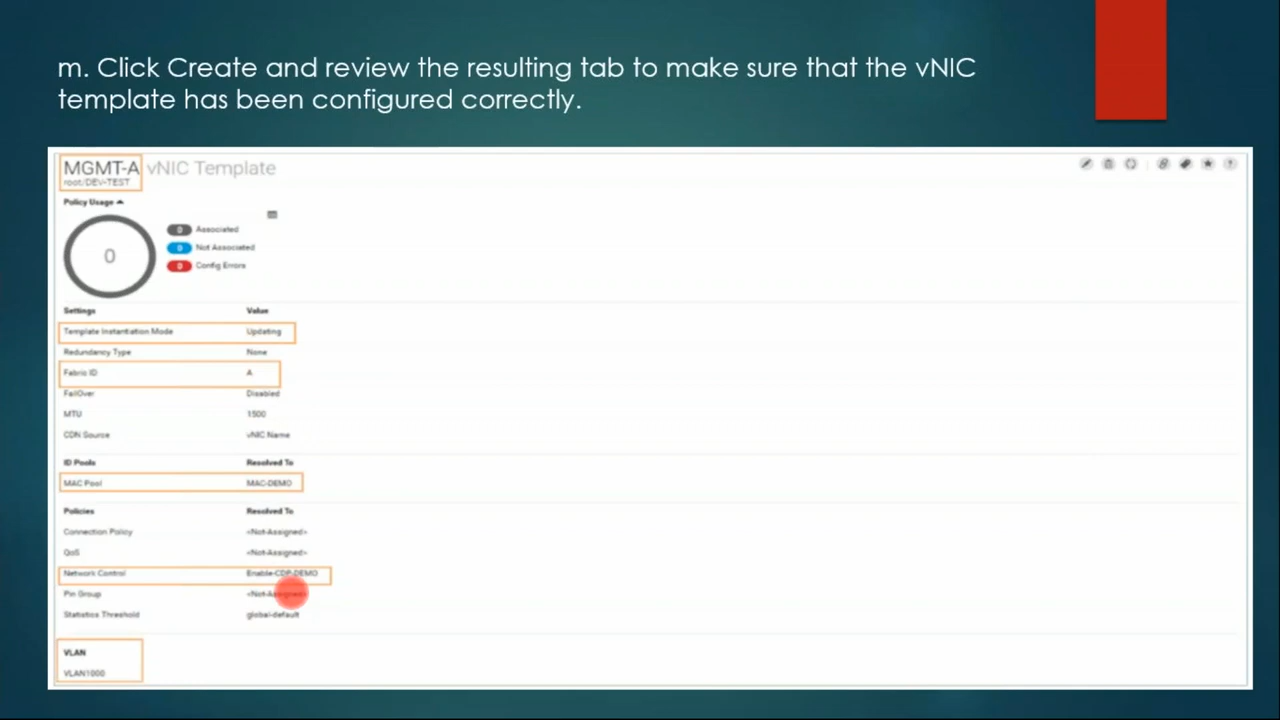 m. Click Create and review the resulting tab to make sure that the vNIC
template has been configured correctly.
MGMT-A vNIC Template
root/DEV-TEST
Policy Usage
0
0 Associated
0 Not Associated
0 Config Errors
Settings Value
Template Instantiation Mode Updating
Redundancy Type None
Fabric ID A
FailOver Disabled
MTU 1500
CDN Source vNIC Name
ID Pools Resolved To
MAC Pool MAC-DEMO
Policies Resolved To
Connection Policy <Not-Assigned>
QoS <Not-Assigned>
Network Control Enable-CDP-DEMO
Pin Group <Not-Assigned>
Statistics Threshold global-default
VLAN
VLAN1000